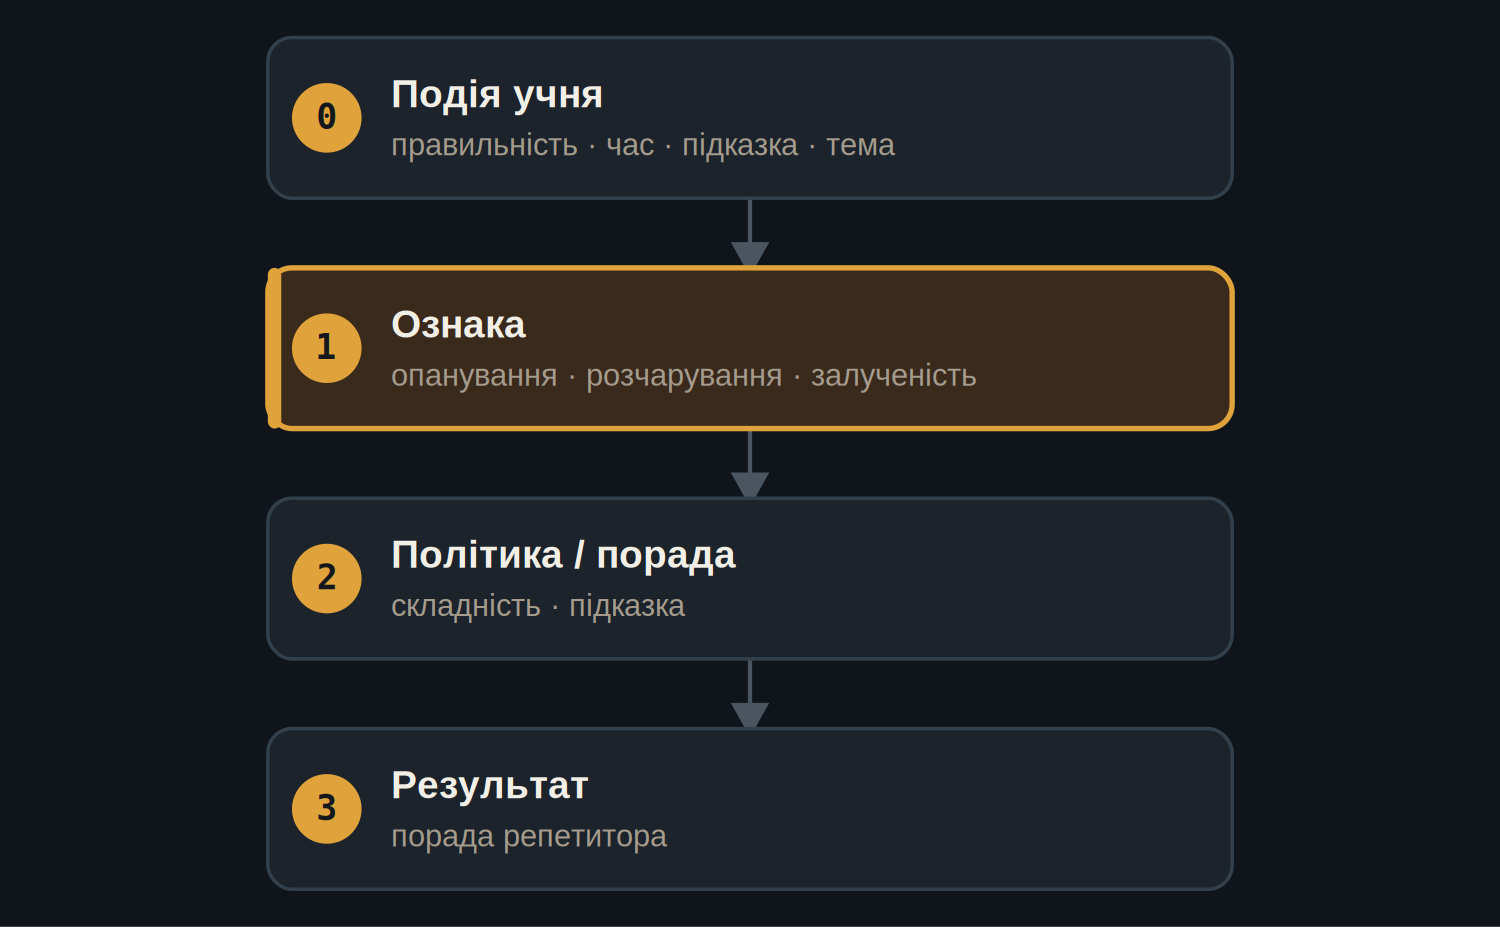 0
Подія учня
правильність · час · підказка · тема
1
Ознака
опанування · розчарування · залученість
2
Політика / порада
складність · підказка
3
Результат
порада репетитора